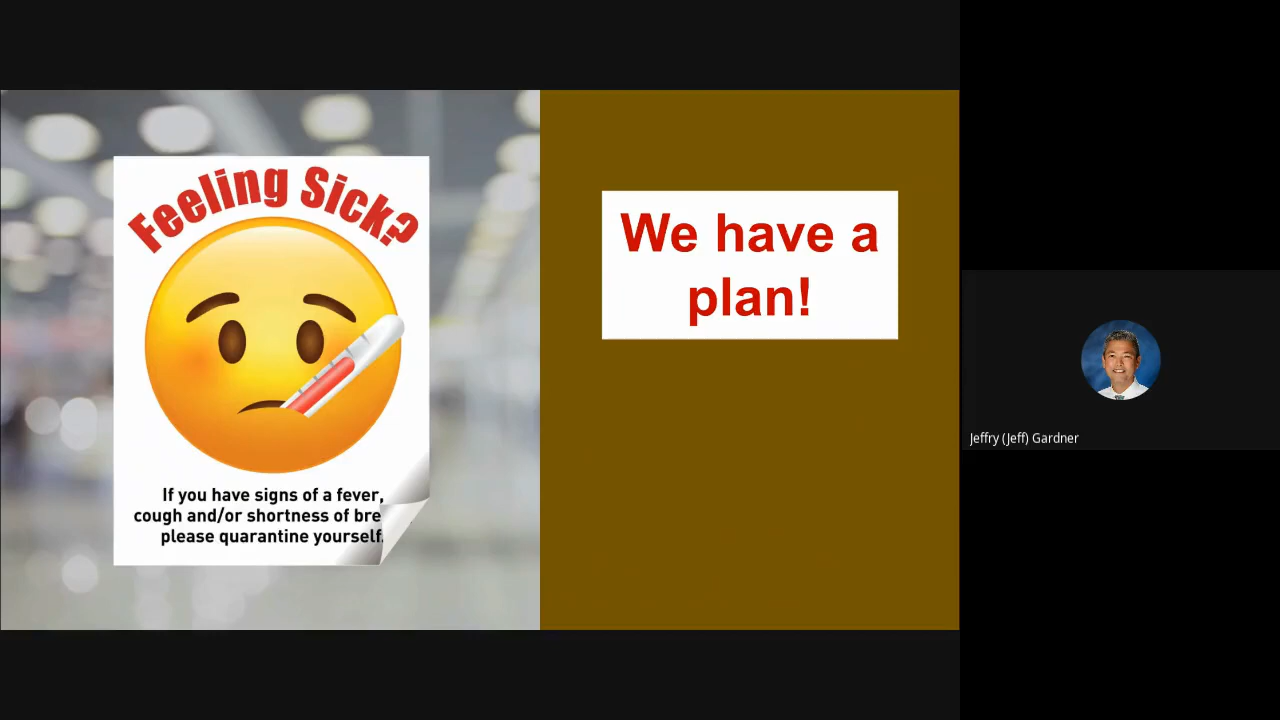 Feeling Sick?
If you have signs of a fever,
cough and/or shortness of
please quarantine yourself.
We have a
plan!
Jeffry (Jeff) Gardner